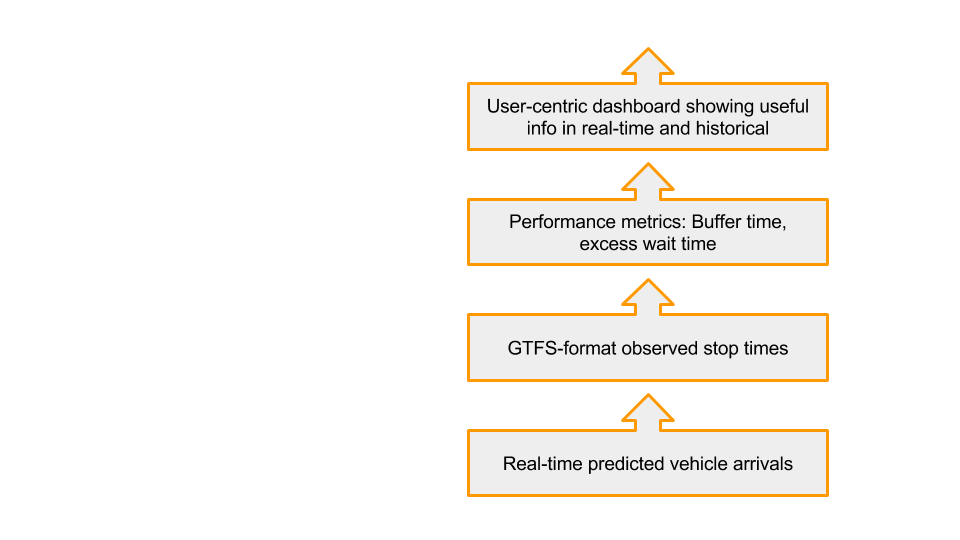 User-centric dashboard showing useful
info in real-time and historical
Performance metrics: Buffer time,
excess wait time
GTFS-format observed stop times
Real-time predicted vehicle arrivals